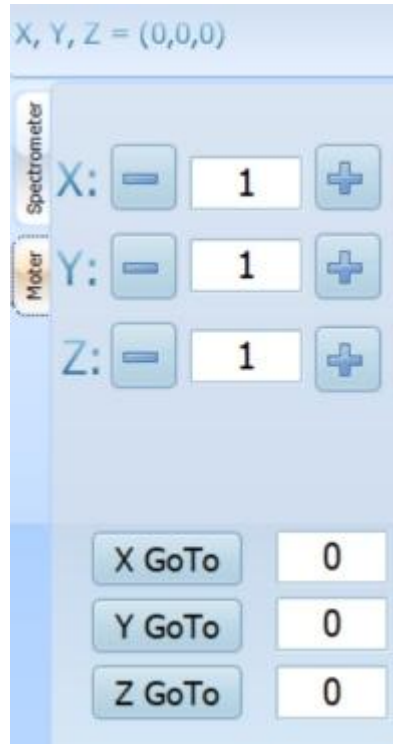 X, Y, Z = (0,0,0)
Spectrometer
Moter
X: 1
Y: 1
Z: 1
X GoTo 0
Y GoTo 0
Z GoTo 0